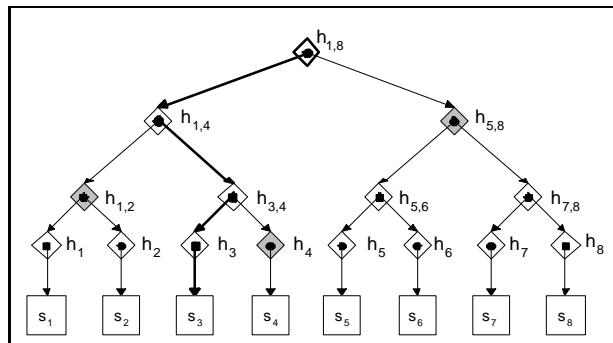 h1,8
h1,4 h5,8
h1,2 h3,4 h5,6 h7,8
h1 h2 h3 h4 h5 h6 h7 h8
s1 s2 s3 s4 s5 s6 s7 s8